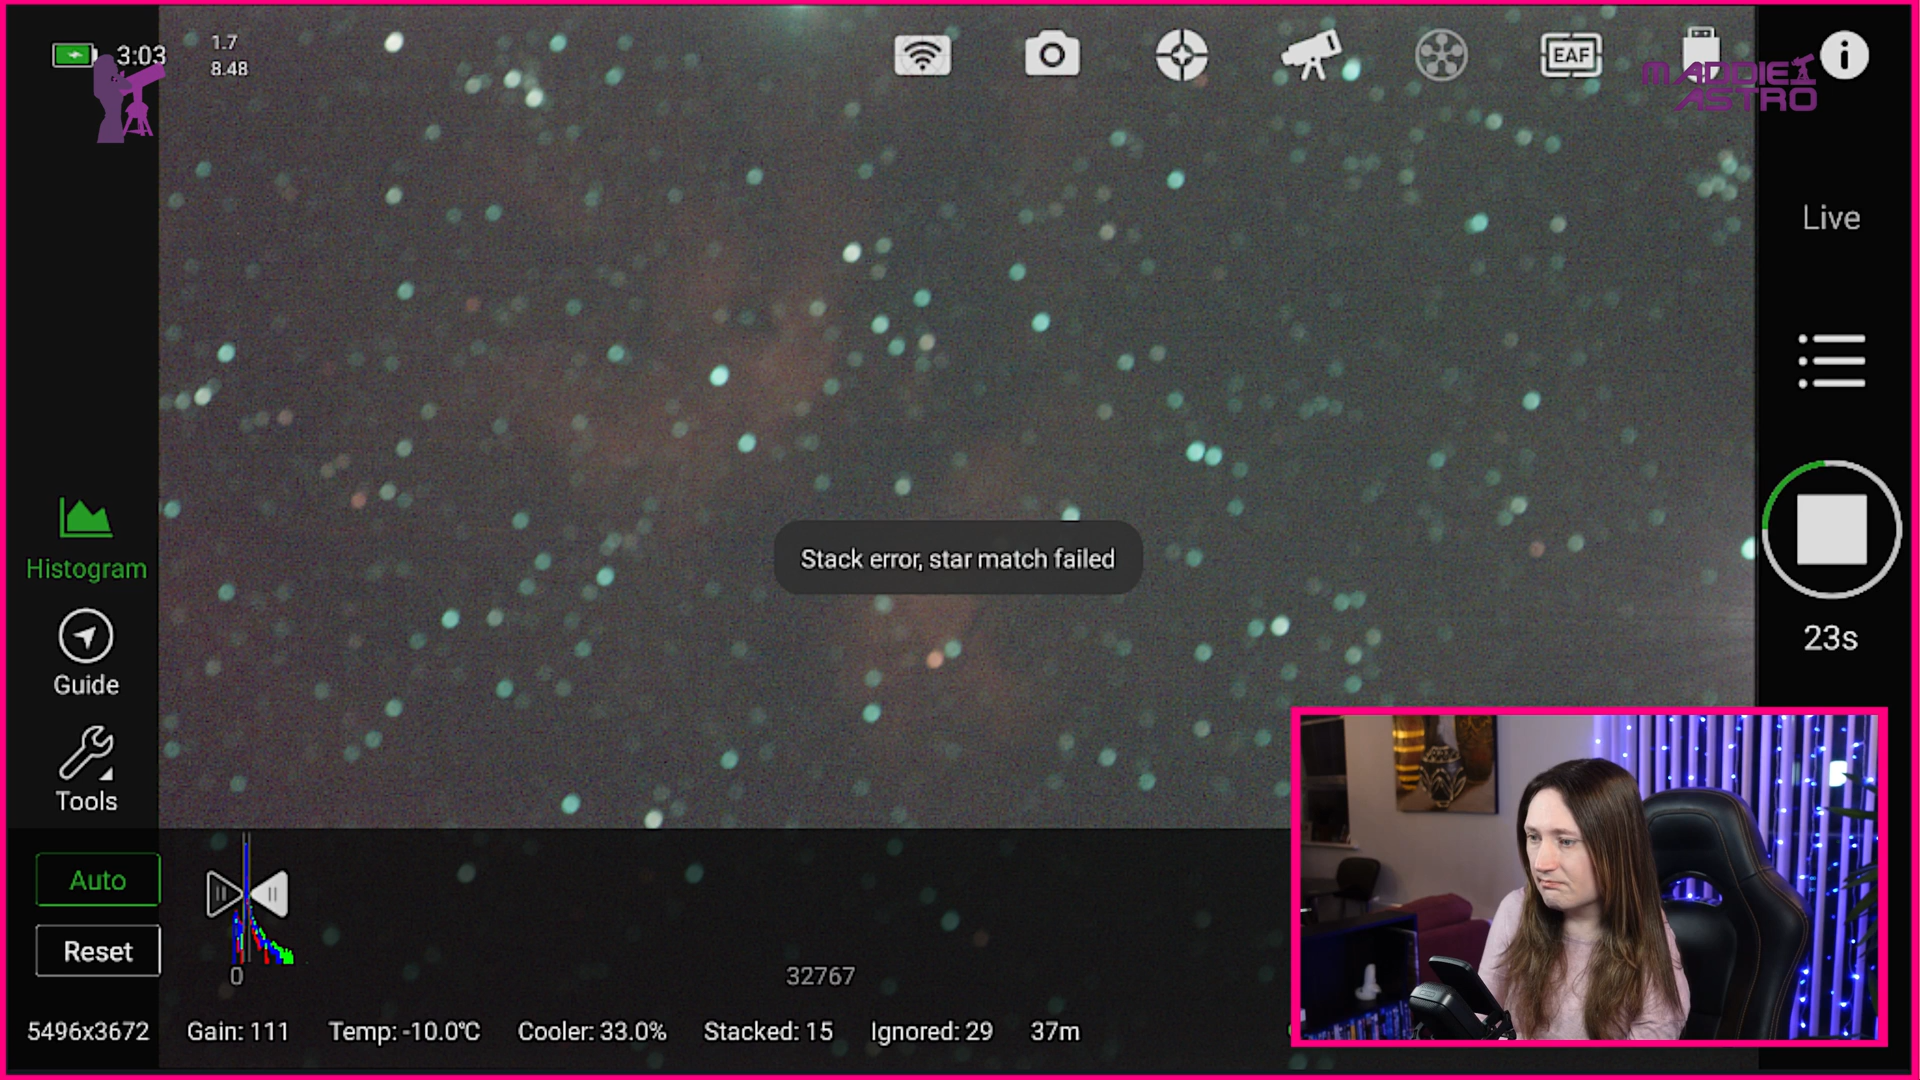 3:03
1.7
8.48
EAF
MADDIE
ASTRO
Live
Histogram
Guide
Tools
Stack error, star match failed
23s
Auto
Reset
0
32767
5496x3672 Gain: 111 Temp: -10.0℃ Cooler: 33.0% Stacked: 15 Ignored: 29 37m